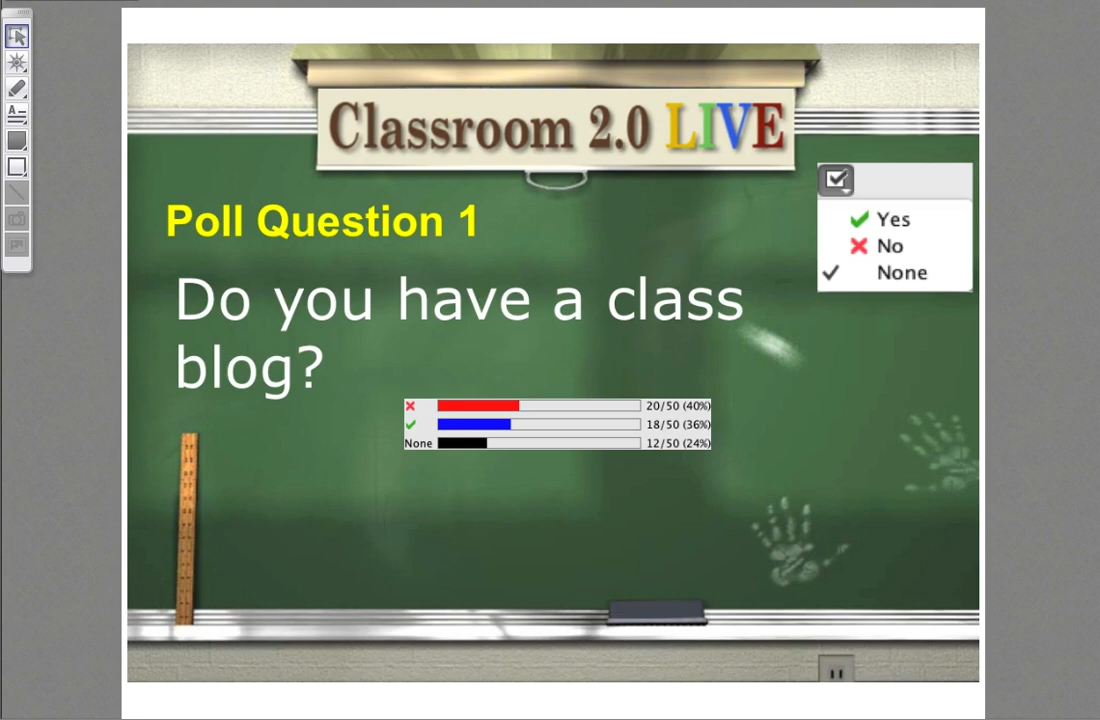 Classroom 2.0 LIVE
Poll Question 1
Yes
No
None
Do you have a class
blog?
20/50 (40%)
18/50 (36%)
None 12/50 (24%)